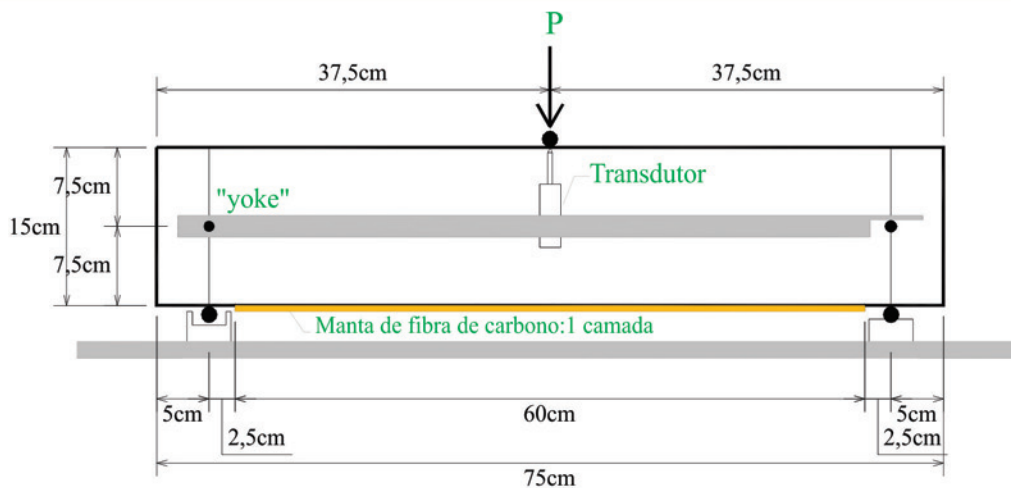 P
37,5cm
37,5cm
7,5cm
"yoke"
Transdutor
15cm
7,5cm
Manta de fibra de carbono:1 camada
5cm
60cm
5cm
2,5cm
2,5cm
75cm